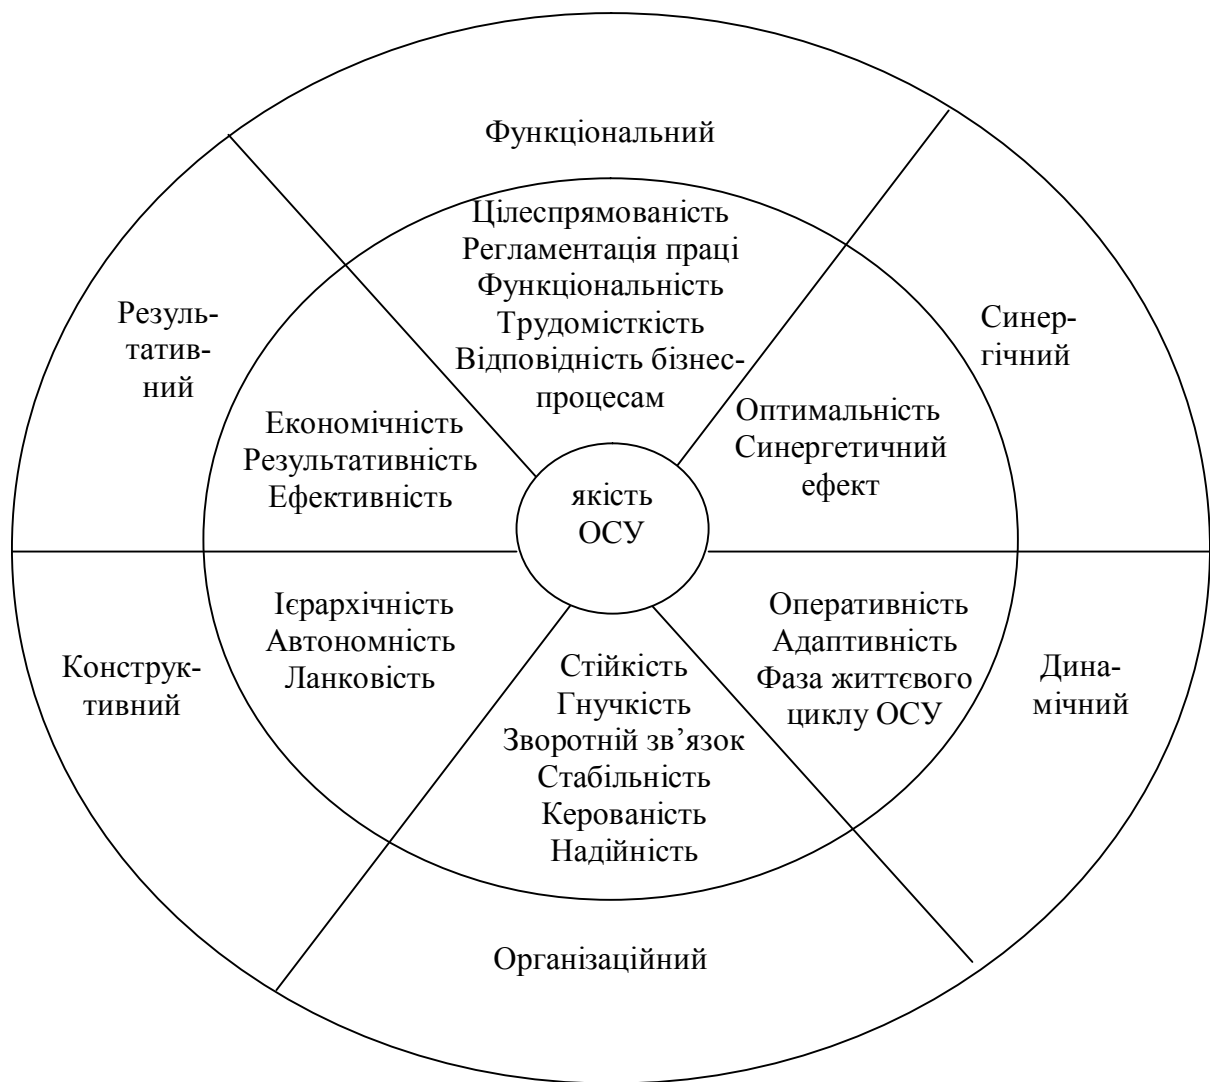 Функціональний
Цілеспрямованість
Регламентація праці
Функціональність
Трудомісткість
Відповідність бізнес-
процесам
Резуль-
татив-
ний
Економічність
Результативність
Ефективність
Синер-
гічний
Оптимальність
Синергетичний
ефект
якість
ОСУ
Конструк-
тивний
Ієрархічність
Автономність
Ланковість
Стійкість
Гнучкість
Зворотній зв’язок
Стабільність
Керованість
Надійність
Оперативність
Адаптивність
Фаза життєвого
циклу ОСУ
Дина-
мічний
Організаційний